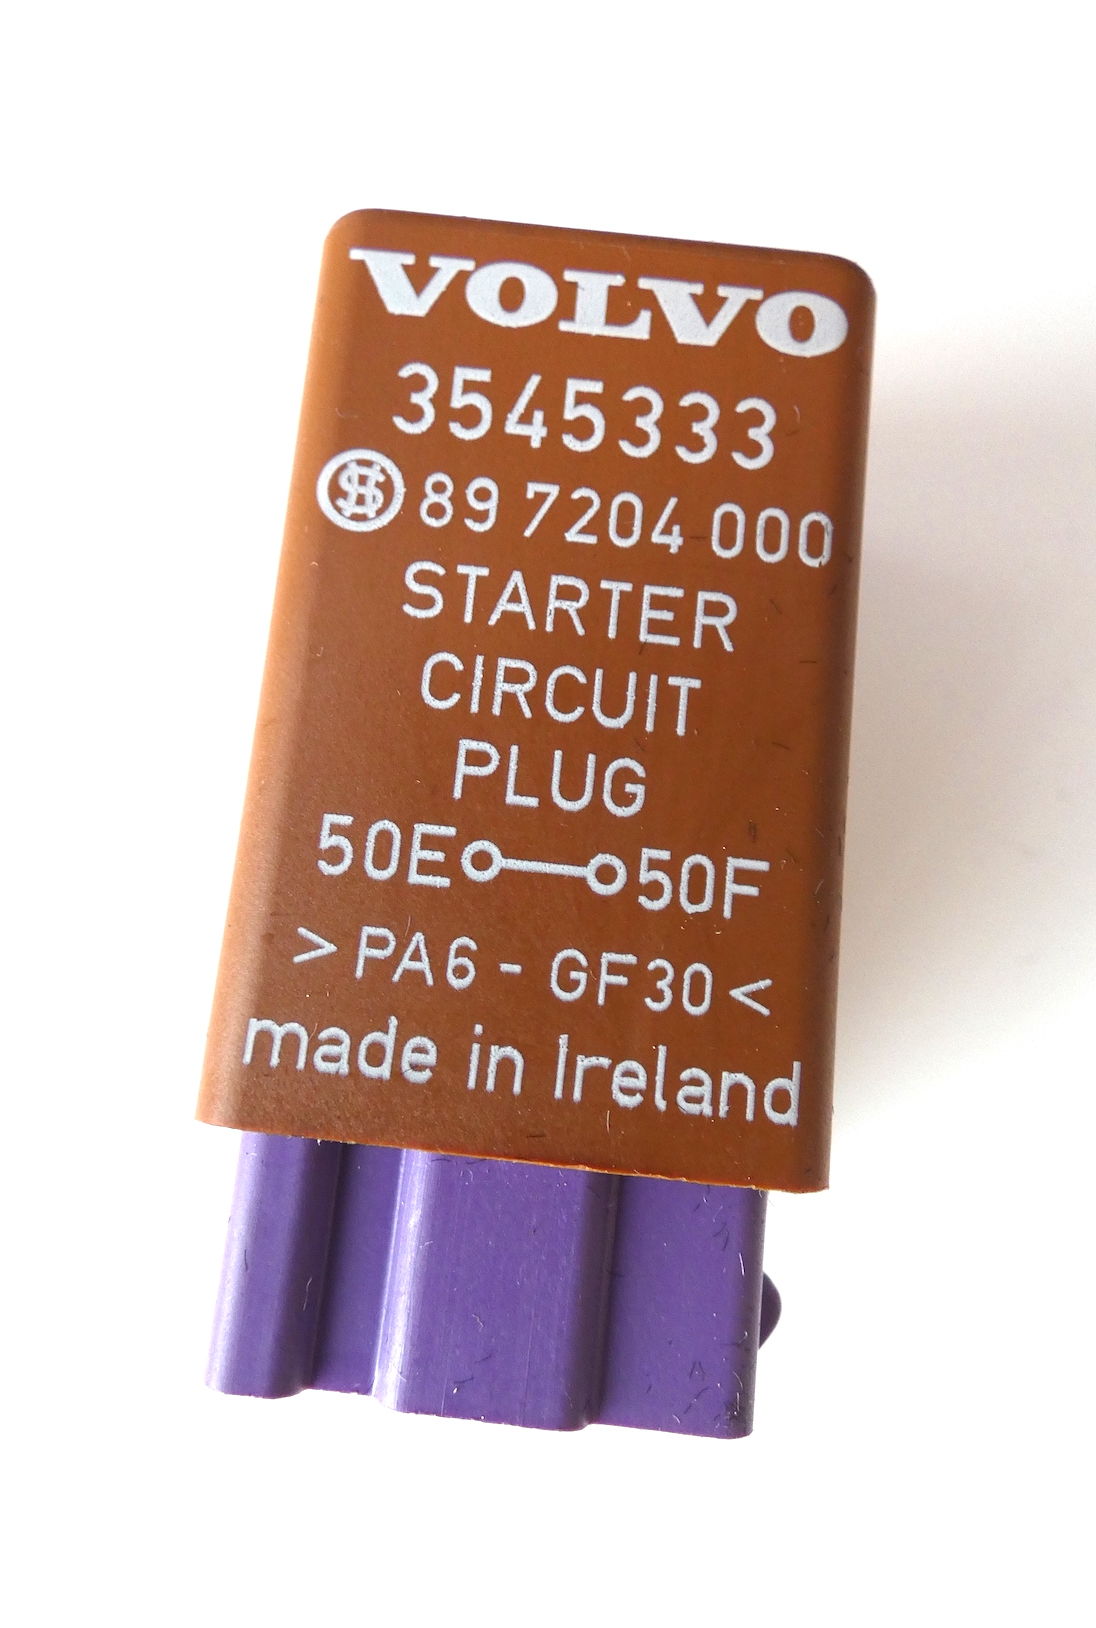 VOLVO
3545333
89 7204 000
STARTER
CIRCUIT
PLUG
50E 50F
>PA6 - GF30<
made in Ireland